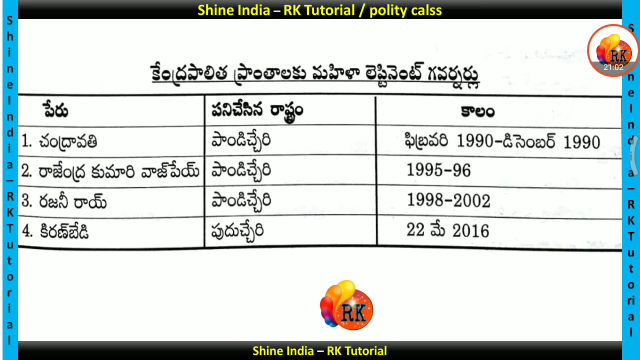 Shine India – RK Tutorial / polity calss
Shine India – RK Tutorial
Shine India – RK Tutorial
RK
21:02
కేంద్రపాలిత ప్రాంతాలకు మహిళా లెఫ్టినెంట్ గవర్నర్లు
పేరు పనిచేసిన రాష్ట్రం కాలం
1. చంద్రావతి పాండిచ్చేరి ఫిబ్రవరి 1990–డిసెంబర్ 1990
2. రాజేంద్ర కుమారి వాజ్‌పేయ్ పాండిచ్చేరి 1995-96
3. రజనీ రాయ్ పాండిచ్చేరి 1998-2002
4. కిరణ్‌బేడి పుదుచ్చేరి 22 మే 2016
RK
Shine India – RK Tutorial